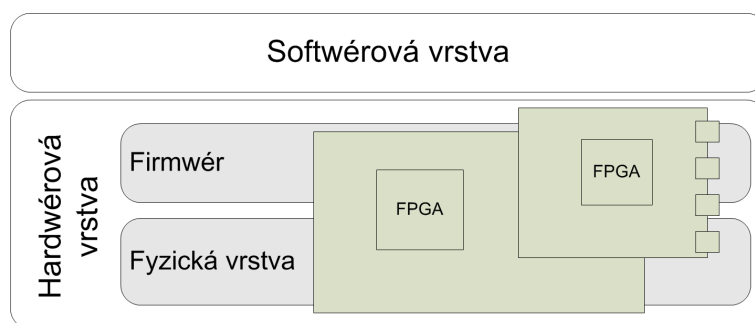 Softwérová vrstva
Hardwérová
vrstva
Firmwér
FPGA
FPGA
Fyzická vrstva